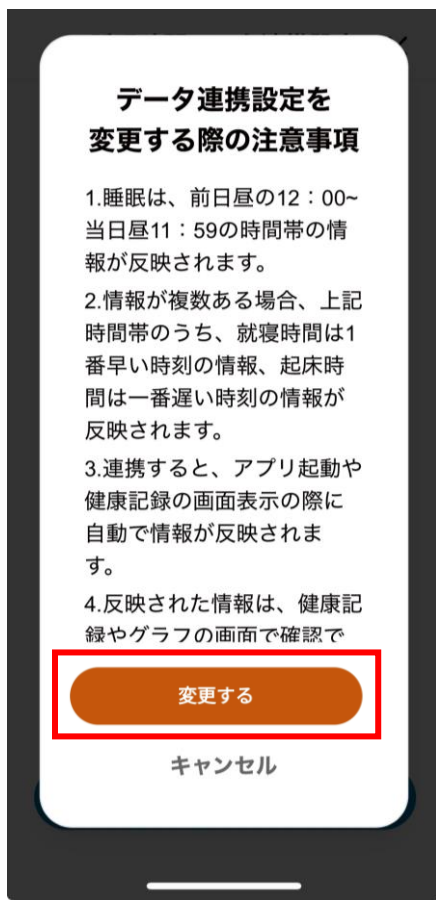 データ連携設定を
変更する際の注意事項
1.睡眠は、前日昼の12：00~
当日昼11：59の時間帯の情
報が反映されます。
2.情報が複数ある場合、上記
時間帯のうち、就寝時間は1
番早い時刻の情報、起床時
間は一番遅い時刻の情報が
反映されます。
3.連携すると、アプリ起動や
健康記録の画面表示の際に
自動で情報が反映されま
す。
4.反映された情報は、健康記
録やグラフの画面で確認で
変更する
キャンセル